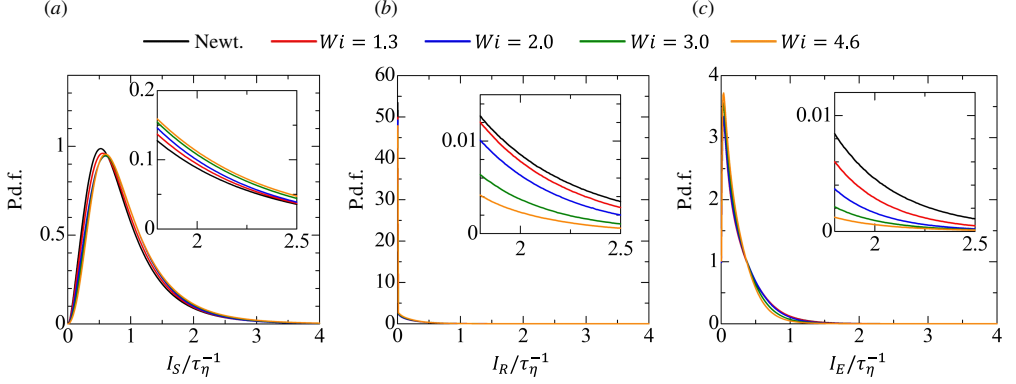 (a) (b) (c)
Newt. Wi = 1.3 Wi = 2.0 Wi = 3.0 Wi = 4.6
P.d.f.
1
0.5
0
0 1 2 3 4
I_S/τ_η^{-1}
0.2
0.1
0
2 2.5
P.d.f.
60
50
40
30
20
10
0
0 1 2 3 4
I_R/τ_η^{-1}
0.01
0
2 2.5
P.d.f.
4
3
2
1
0
0 1 2 3 4
I_E/τ_η^{-1}
0.01
0
2 2.5